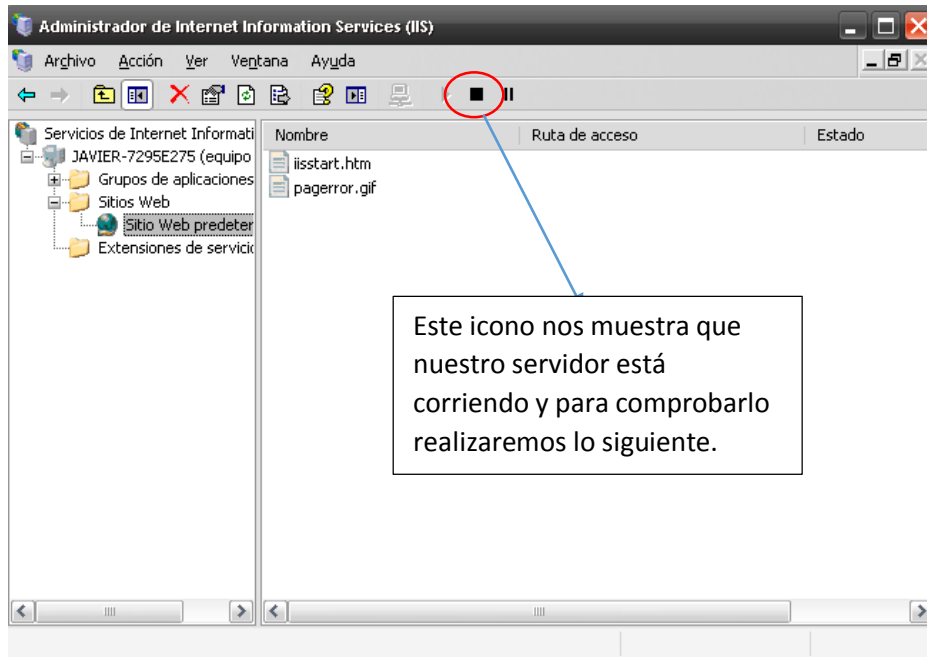 Administrador de Internet Information Services (IIS)
Archivo Acción Ver Ventana Ayuda
Servicios de Internet Informati
JAVIER-7295E275 (equipo
Grupos de aplicaciones
Sitios Web
Sitio Web predeter
Extensiones de servicio
Nombre Ruta de acceso Estado
iisstart.htm
pagerror.gif
Este icono nos muestra que
nuestro servidor está
corriendo y para comprobarlo
realizaremos lo siguiente.